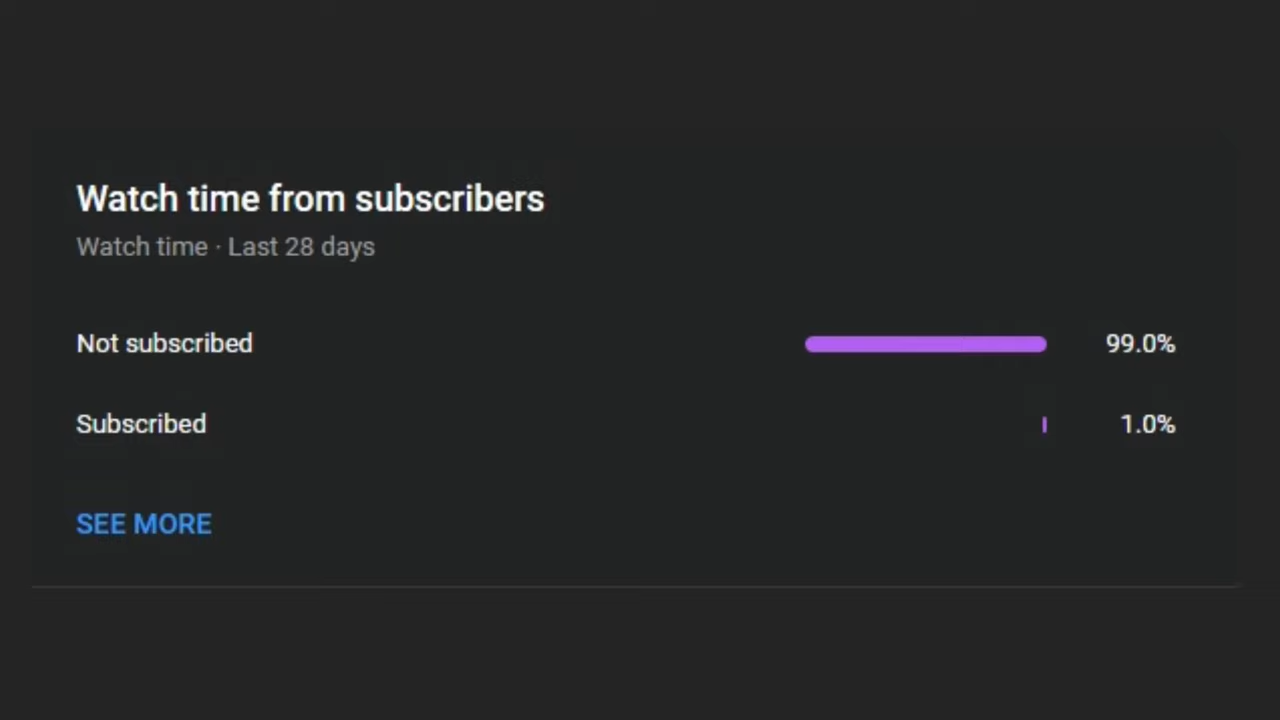 Watch time from subscribers
Watch time · Last 28 days
Not subscribed 99.0%
Subscribed 1.0%
SEE MORE